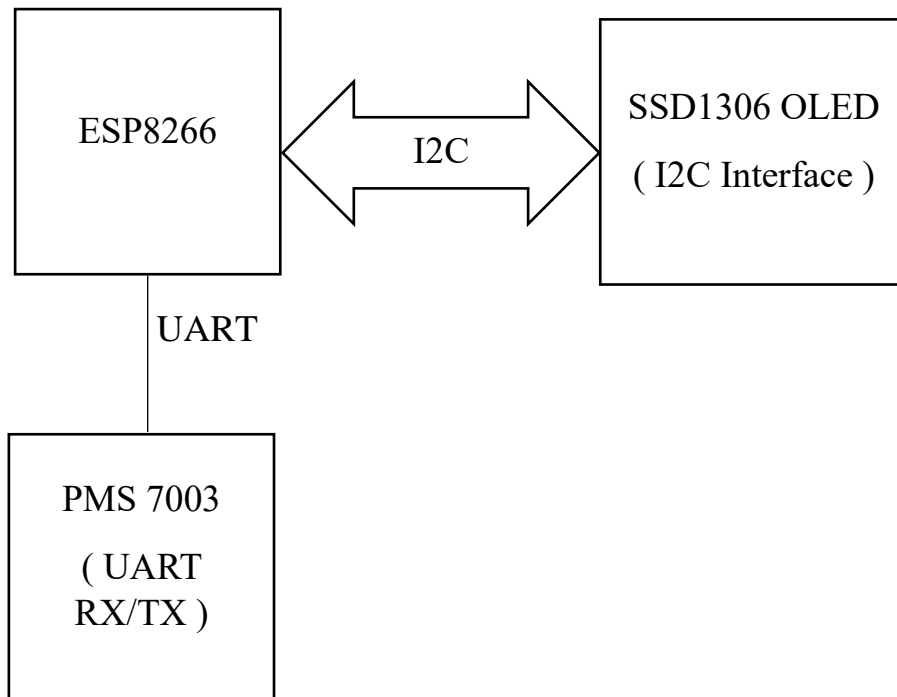 ESP8266
I2C
SSD1306 OLED
( I2C Interface )
UART
PMS 7003
( UART
RX/TX )